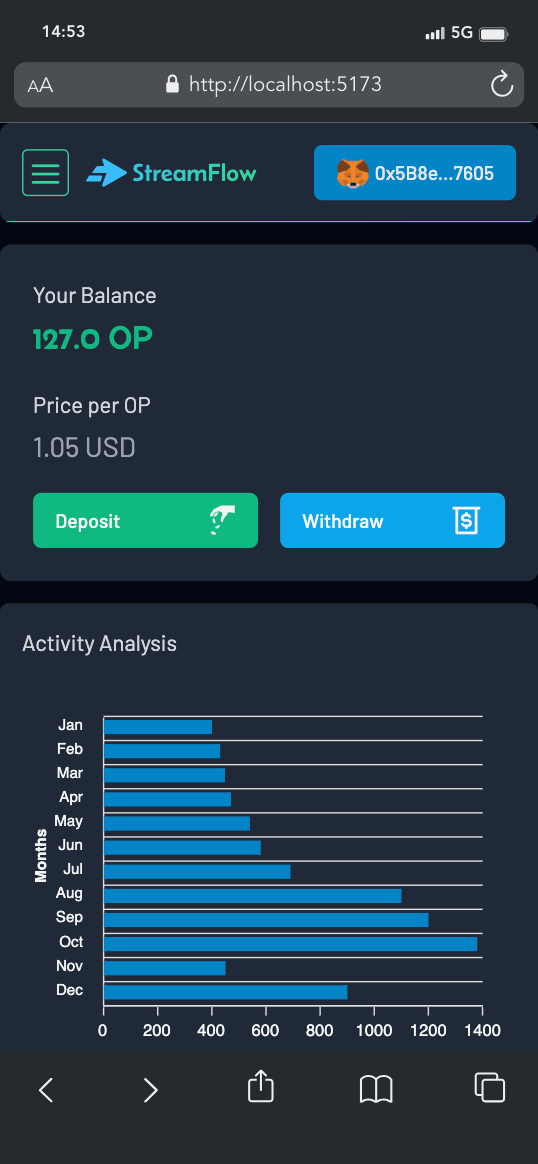 14:53
5G
AA
http://localhost:5173
StreamFlow
0x5B8e...7605
Your Balance
127.0 OP
Price per OP
1.05 USD
Deposit
Withdraw
$
Activity Analysis
Months
Jan
Feb
Mar
Apr
May
Jun
Jul
Aug
Sep
Oct
Nov
Dec
0 200 400 600 800 1000 1200 1400